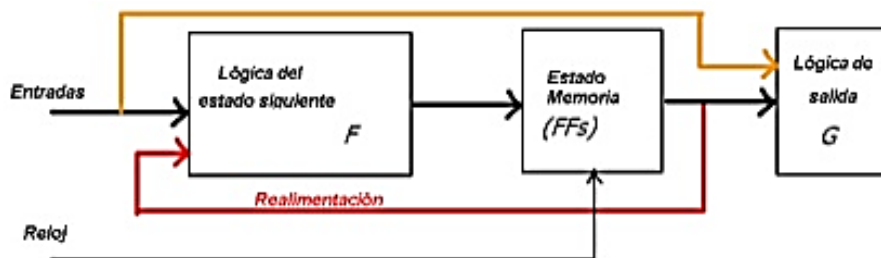 Entradas
Lógica del
estado siguiente
F
Estado
Memoria
(FFs)
Lógica de
salida
G
Realimentación
Reloj